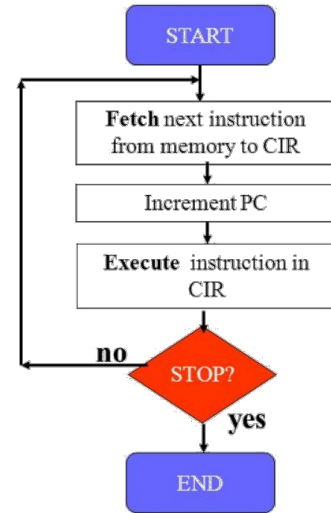 START
Fetch next instruction
from memory to CIR
Increment PC
Execute instruction in
CIR
no
STOP?
yes
END